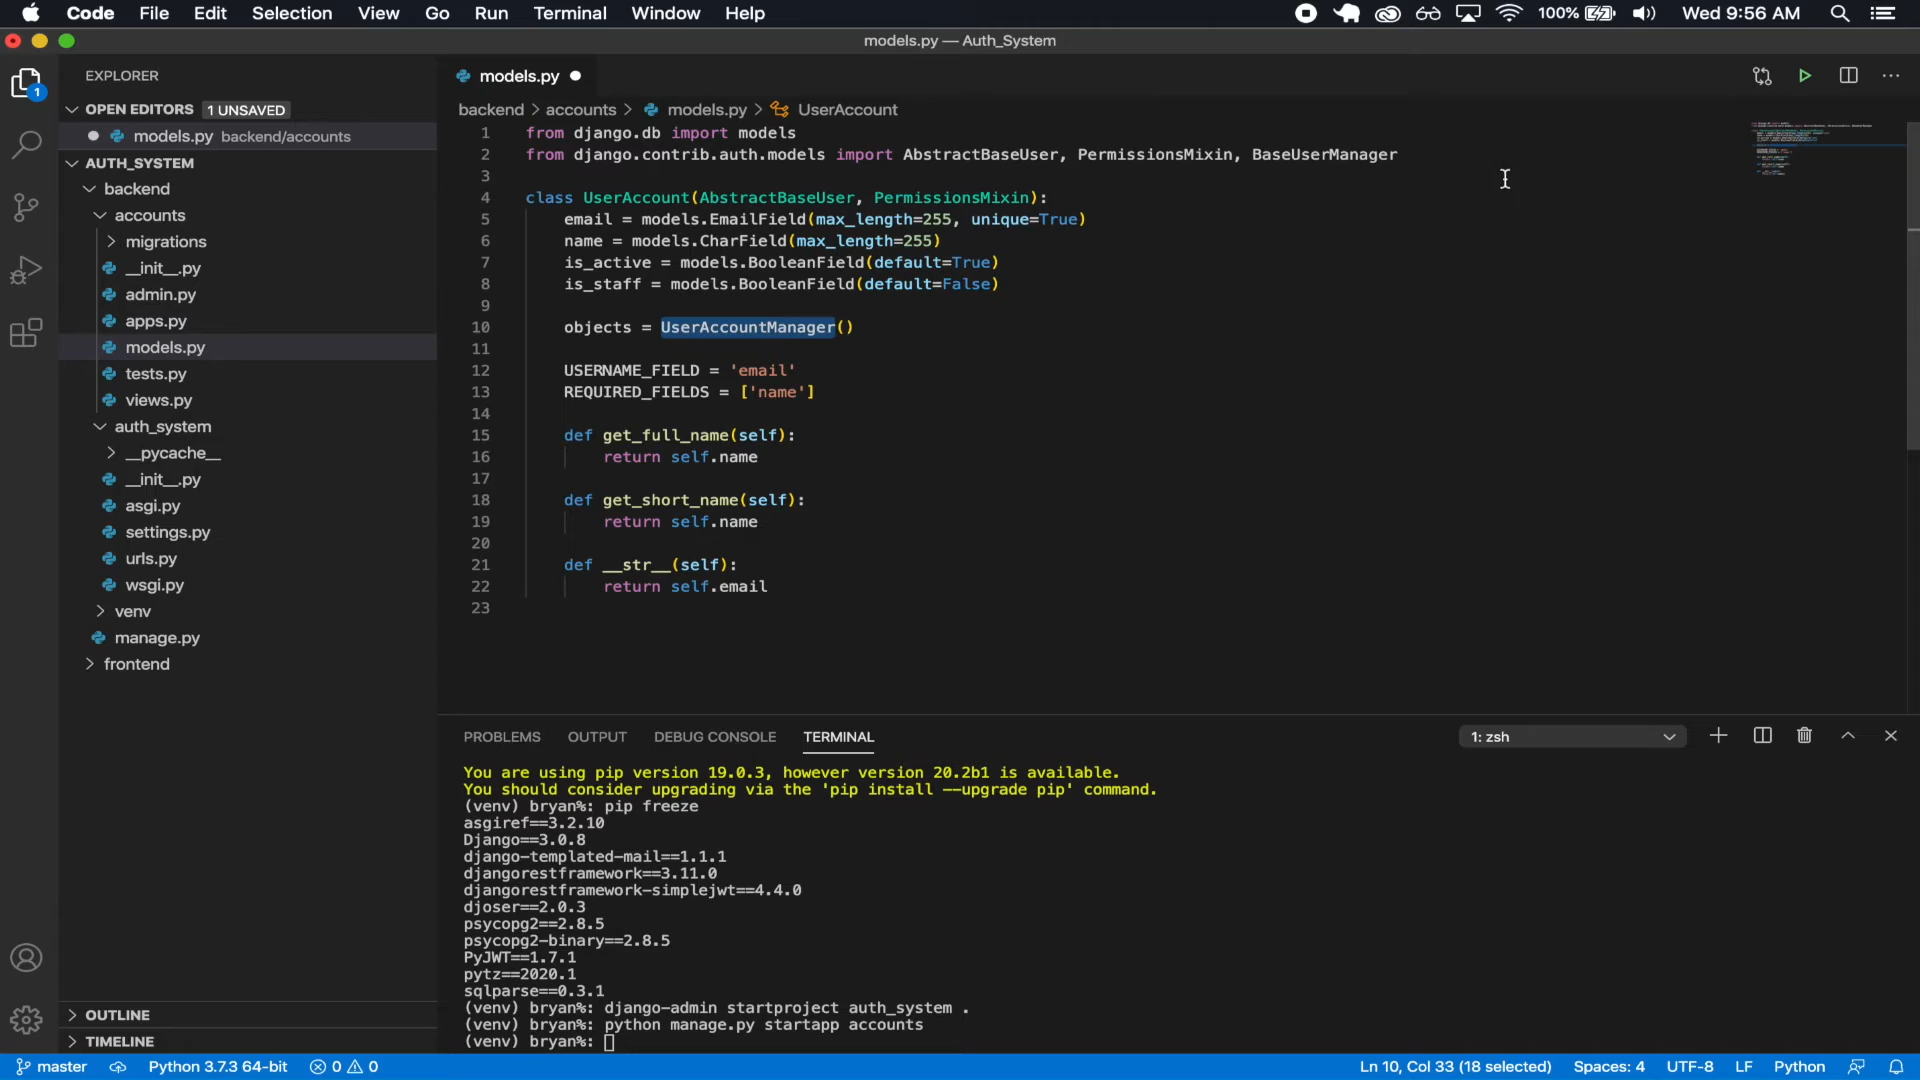 Code File Edit Selection View Go Run Terminal Window Help 100% Wed 9:56 AM
models.py — Auth_System
EXPLORER
OPEN EDITORS 1 UNSAVED
models.py backend/accounts
AUTH_SYSTEM
backend
accounts
migrations
__init__.py
admin.py
apps.py
models.py
tests.py
views.py
auth_system
__pycache__
__init__.py
asgi.py
settings.py
urls.py
wsgi.py
venv
manage.py
frontend
OUTLINE
TIMELINE
1
models.py
backend > accounts > models.py > UserAccount
1 from django.db import models
2 from django.contrib.auth.models import AbstractBaseUser, PermissionsMixin, BaseUserManager
3
4 class UserAccount(AbstractBaseUser, PermissionsMixin):
5 email = models.EmailField(max_length=255, unique=True)
6 name = models.CharField(max_length=255)
7 is_active = models.BooleanField(default=True)
8 is_staff = models.BooleanField(default=False)
9
10 objects = UserAccountManager()
11
12 USERNAME_FIELD = 'email'
13 REQUIRED_FIELDS = ['name']
14
15 def get_full_name(self):
16 return self.name
17
18 def get_short_name(self):
19 return self.name
20
21 def __str__(self):
22 return self.email
23
PROBLEMS OUTPUT DEBUG CONSOLE TERMINAL 1: zsh
You are using pip version 19.0.3, however version 20.2b1 is available.
You should consider upgrading via the 'pip install --upgrade pip' command.
(venv) bryan%: pip freeze
asgiref==3.2.10
Django==3.0.8
django-templated-mail==1.1.1
djangorestframework==3.11.0
djangorestframework-simplejwt==4.4.0
djoser==2.0.3
psycopg2==2.8.5
psycopg2-binary==2.8.5
PyJWT==1.7.1
pytz==2020.1
sqlparse==0.3.1
(venv) bryan%: django-admin startproject auth_system .
(venv) bryan%: python manage.py startapp accounts
(venv) bryan%:
master Python 3.7.3 64-bit 0 0 Ln 10, Col 33 (18 selected) Spaces: 4 UTF-8 LF Python